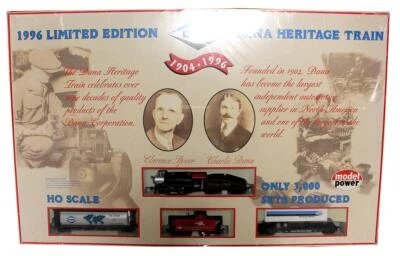 1996 LIMITED EDITION
DANA HERITAGE TRAIN
1904-1996
The Dana Heritage
Train celebrates over
nine decades of quality
products of the
Dana Corporation.
Founded in 1904, Dana
has become the largest
independent automotive
supplier in North America
and one of the largest in the
world.
Clarence Spicer
Charlie Dana
model
power
HO SCALE
ONLY 3,000
SETS PRODUCED